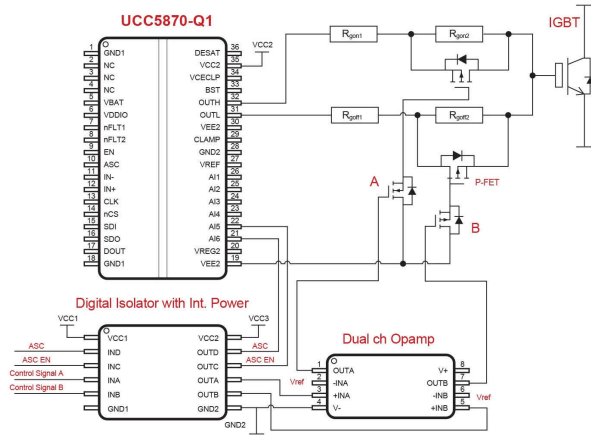 UCC5870-Q1
IGBT
1 GND1 DESAT 36
2 NC VCC2 35 VCC2
3 NC VCECLP 34
4 NC BST 33
5 VBAT OUTH 32
6 VDDIO OUTL 31
7 nFLT1 VEE2 30
8 nFLT2 CLAMP 29
9 EN GND2 28
10 ASC VREF 27
11 IN- AI1 26
12 IN+ AI2 25
13 CLK AI3 24
14 nCS AI4 23
15 SDI AI5 22
16 SDO AI6 21
17 DOUT VREG2 20
18 GND1 VEE2 19
Rgon1 Rgon2
Rgoff1 Rgoff2
P-FET
A
B
Digital Isolator with Int. Power
VCC1 VCC3
VCC1 VCC2
ASC IND OUTD ASC
ASC EN INC OUTC ASC EN
Control Signal A INA OUTA
Control Signal B INB OUTB
GND1 GND2
GND2
Dual ch Opamp
1 OUTA V+ 8
Vref 2 -INA OUTB 7
3 +INA -INB 6 Vref
4 V- +INB 5